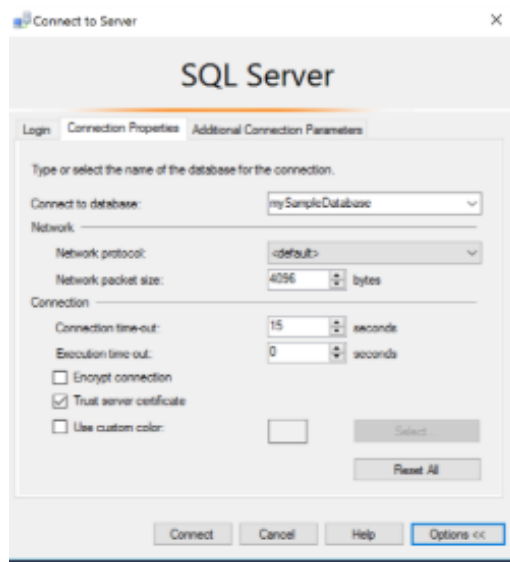 Connect to Server
SQL Server
Login Connection Properties Additional Connection Parameters
Type or select the name of the database for the connection.
Connect to database: mySampleDatabase
Network
Network protocol: <default>
Network packet size: 4096 bytes
Connection
Connection time-out: 15 seconds
Execution time out: 0 seconds
Encrypt connection
Trust server certificate
Use custom color: Select...
Reset All
Connect Cancel Help Options <<